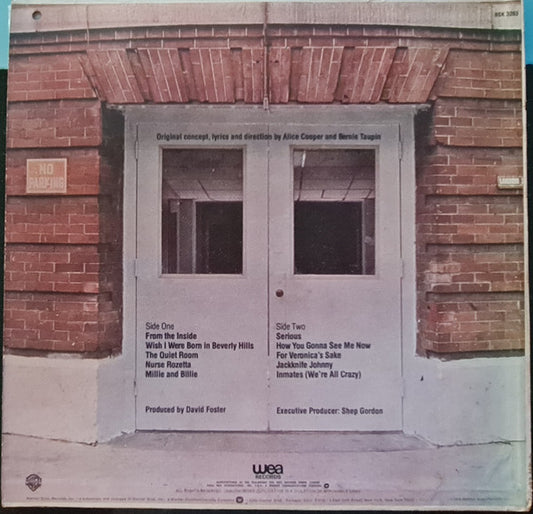 BSK 3263
Original concept, lyrics and direction by Alice Cooper and Bernie Taupin
NO
PARKING
Side One
From the Inside
Wish I Were Born in Beverly Hills
The Quiet Room
Nurse Rozetta
Millie and Billie
Side Two
Serious
How You Gonna See Me Now
For Veronica's Sake
Jackknife Johnny
Inmates (We're All Crazy)
Produced by David Foster
Executive Producer: Shep Gordon
wea
RECORDS